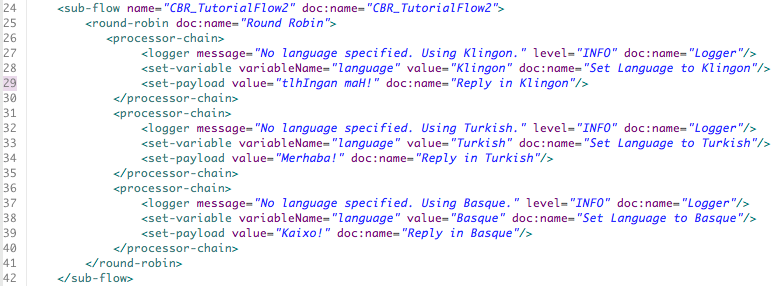 24 <sub-flow name="CBR_TutorialFlow2" doc:name="CBR_TutorialFlow2">
25 <round-robin doc:name="Round Robin">
26 <processor-chain>
27 <logger message="No language specified. Using Klingon." level="INFO" doc:name="Logger"/>
28 <set-variable variableName="language" value="Klingon" doc:name="Set Language to Klingon"/>
29 <set-payload value="tlhIngan maH!" doc:name="Reply in Klingon"/>
30 </processor-chain>
31 <processor-chain>
32 <logger message="No language specified. Using Turkish." level="INFO" doc:name="Logger"/>
33 <set-variable variableName="language" value="Turkish" doc:name="Set Language to Turkish"/>
34 <set-payload value="Merhaba!" doc:name="Reply in Turkish"/>
35 </processor-chain>
36 <processor-chain>
37 <logger message="No language specified. Using Basque." level="INFO" doc:name="Logger"/>
38 <set-variable variableName="language" value="Basque" doc:name="Set Language to Basque"/>
39 <set-payload value="Kaixo!" doc:name="Reply in Basque"/>
40 </processor-chain>
41 </round-robin>
42 </sub-flow>